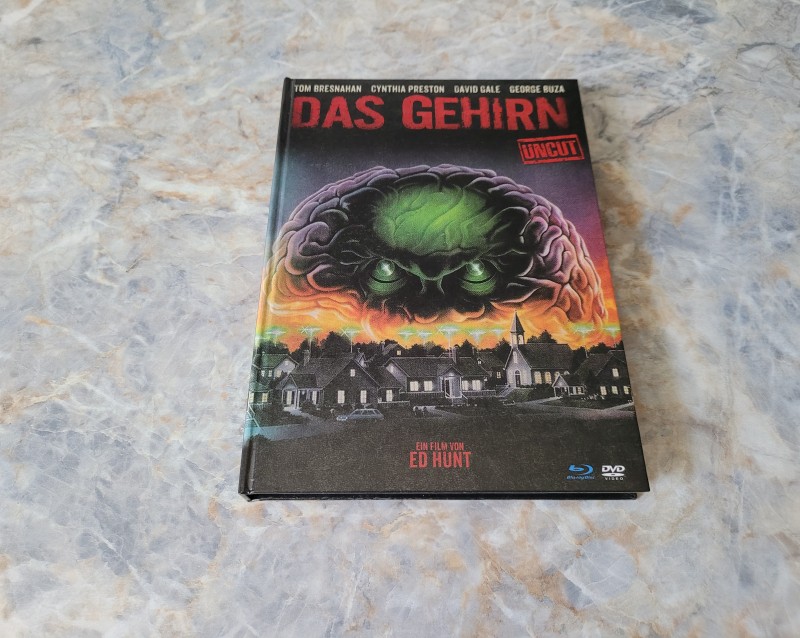 TOM BRESNAHAN CYNTHIA PRESTON DAVID GALE GEORGE BUZA
DAS GEHIRN
UNCUT
EIN FILM VON
ED HUNT
Blu-ray Disc DVD
VIDEO